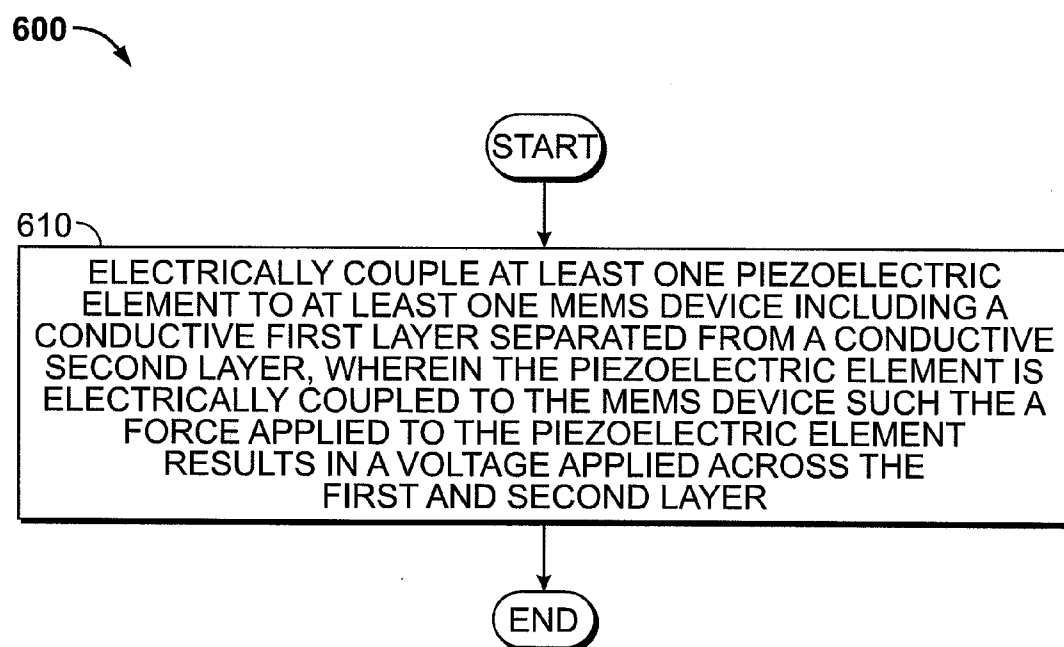 600
START
610
ELECTRICALLY COUPLE AT LEAST ONE PIEZOELECTRIC
ELEMENT TO AT LEAST ONE MEMS DEVICE INCLUDING A
CONDUCTIVE FIRST LAYER SEPARATED FROM A CONDUCTIVE
SECOND LAYER, WHEREIN THE PIEZOELECTRIC ELEMENT IS
ELECTRICALLY COUPLED TO THE MEMS DEVICE SUCH THE A
FORCE APPLIED TO THE PIEZOELECTRIC ELEMENT
RESULTS IN A VOLTAGE APPLIED ACROSS THE
FIRST AND SECOND LAYER
END